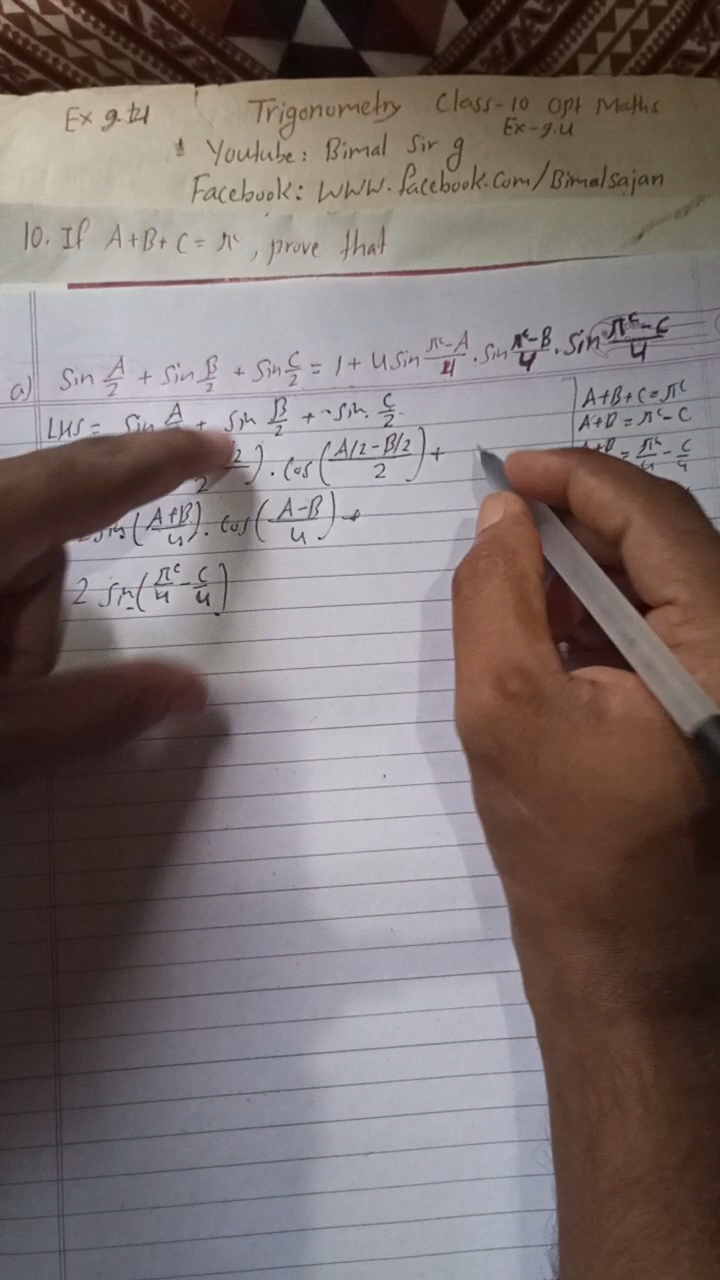 Ex 9.4 Trigonometry Class-10 Opt Maths
Ex-9.4
Youtube: Bimal Sir g
Facebook: WWW.facebook.Com/Bimalsajan
10. If A+B+C = π^c, prove that
a) Sin A/2 + Sin B/2 + Sin C/2 = 1 + 4 Sin (π^c-A)/4 . Sin (π^c-B)/4 . Sin (π^c-C)/4
LHS = Sin A/ + Sin B/2 + Sin C/2
A+B+C = π^c
A+B = π^c - C
2) . Cos((A/2 - B/2)/2) +
= π^c/4 - C/4
((A+B)/4) . Cos((A-B)/4) +
2 Sin(π^c/4 - C/4)